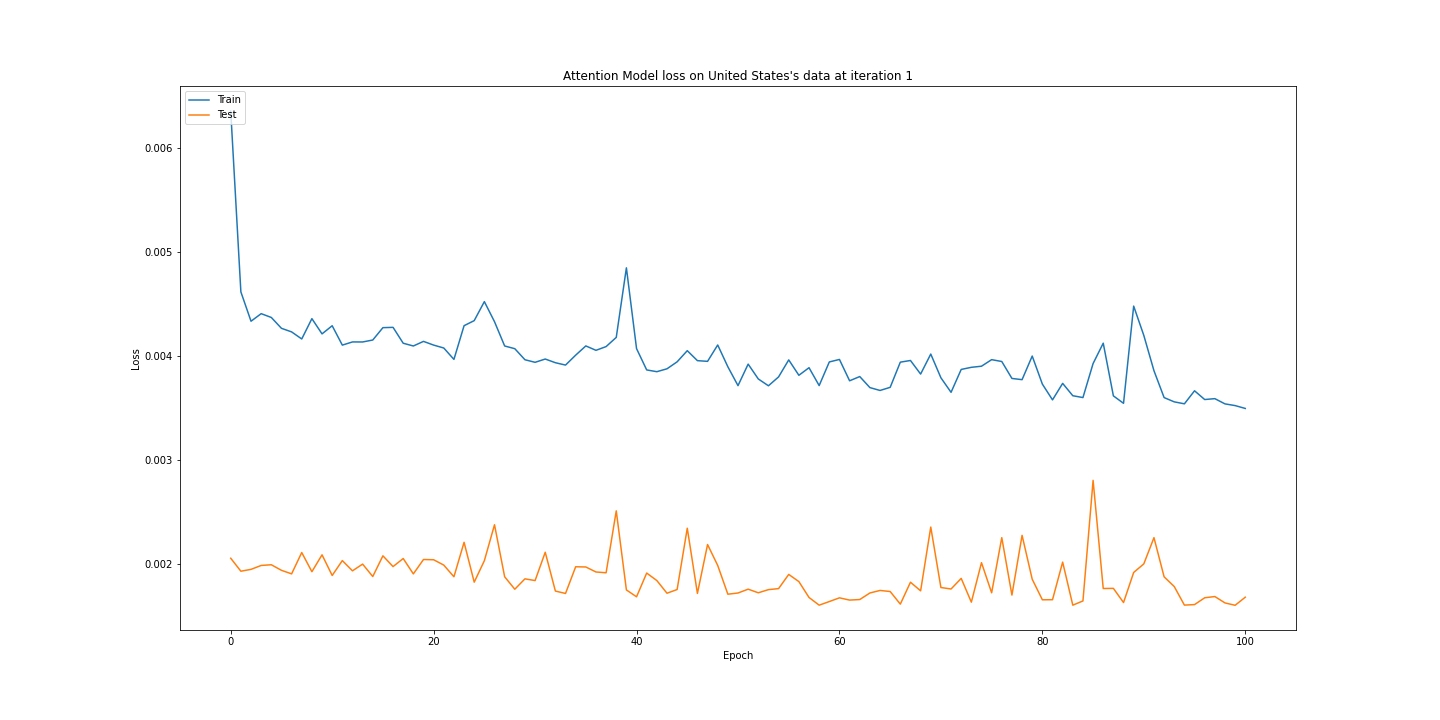 Attention Model loss on United States's data at iteration 1
Train
Test
0.006
0.005
0.004
0.003
0.002
Loss
0
20
40
60
80
100
Epoch